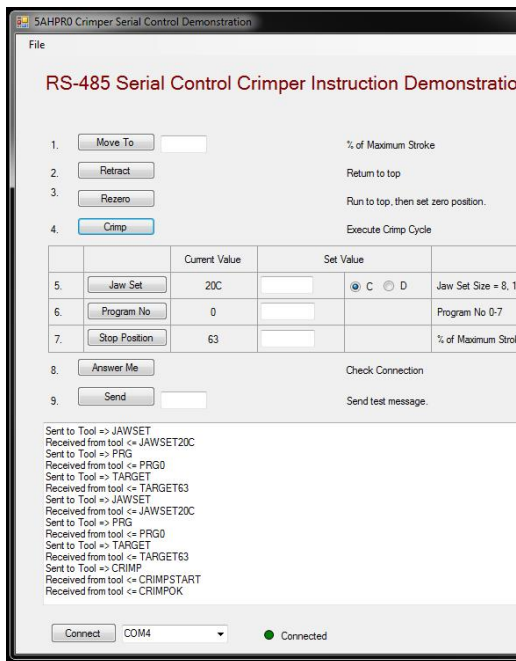 5AHPR0 Crimper Serial Control Demonstration
File
RS-485 Serial Control Crimper Instruction Demonstratio
1. Move To % of Maximum Stroke
2. Retract Return to top
3. Rezero Run to top, then set zero position.
4. Crimp Execute Crimp Cycle
Current Value Set Value
5. Jaw Set 20C C D Jaw Set Size = 8, 1
6. Program No 0 Program No 0-7
7. Stop Position 63 % of Maximum Strok
8. Answer Me Check Connection
9. Send Send test message.
Sent to Tool => JAWSET
Received from tool <= JAWSET20C
Sent to Tool => PRG
Received from tool <= PRG0
Sent to Tool => TARGET
Received from tool <= TARGET63
Sent to Tool => JAWSET
Received from tool <= JAWSET20C
Sent to Tool => PRG
Received from tool <= PRG0
Sent to Tool => TARGET
Received from tool <= TARGET63
Sent to Tool => CRIMP
Received from tool <= CRIMPSTART
Received from tool <= CRIMPOK
Connect COM4 Connected